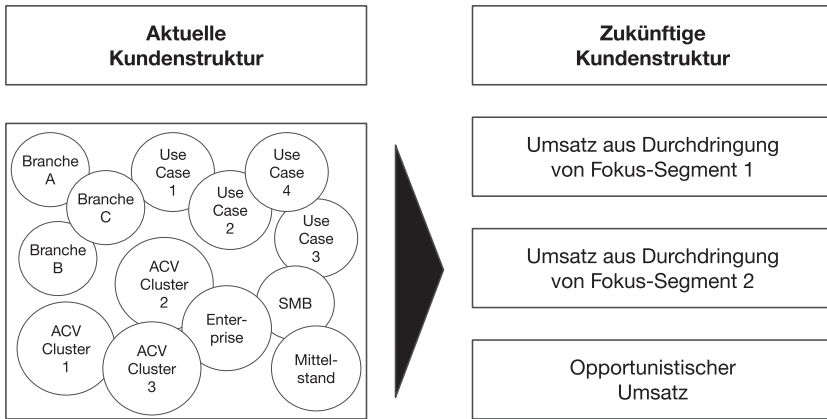 Aktuelle
Kundenstruktur
Zukünftige
Kundenstruktur
Branche
A
Branche
C
Branche
B
Use
Case
1
Use
Case
2
Use
Case
4
Use
Case
3
ACV
Cluster
2
ACV
Cluster
1
ACV
Cluster
3
Enter-
prise
SMB
Mittel-
stand
Umsatz aus Durchdringung
von Fokus-Segment 1
Umsatz aus Durchdringung
von Fokus-Segment 2
Opportunistischer
Umsatz